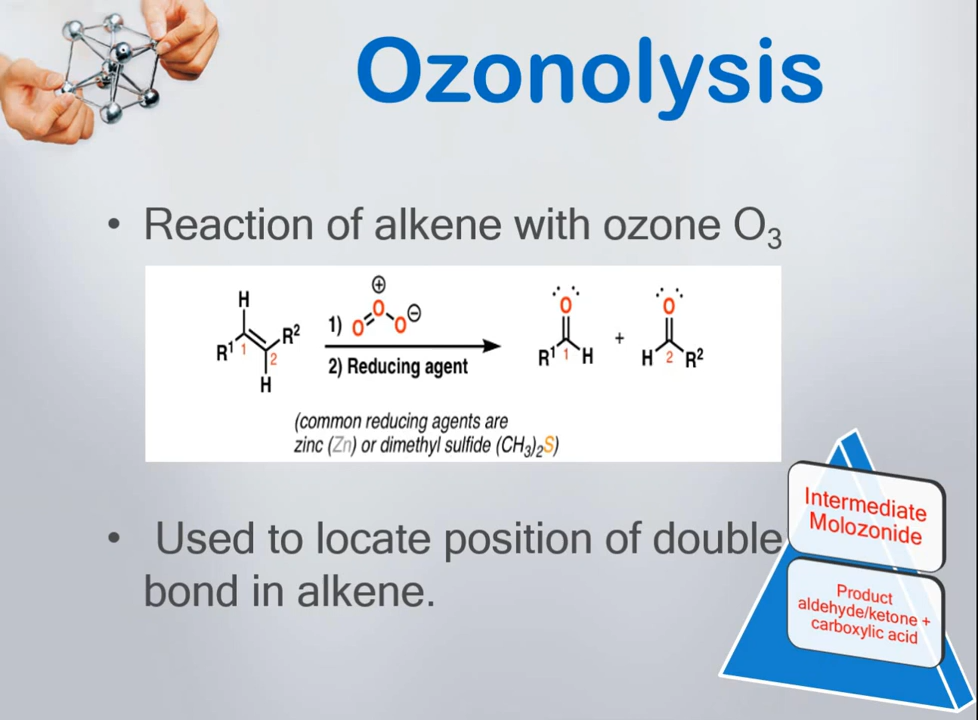 Ozonolysis
• Reaction of alkene with ozone O₃
H
R¹ 1 2 R²
H
1) O=O⊕-O⊖
2) Reducing agent
O
R¹ 1 H
+
O
H 2 R²
(common reducing agents are
zinc (Zn) or dimethyl sulfide (CH₃)₂S)
• Used to locate position of double
bond in alkene.
Intermediate
Molozonide
Product
aldehyde/ketone +
carboxylic acid